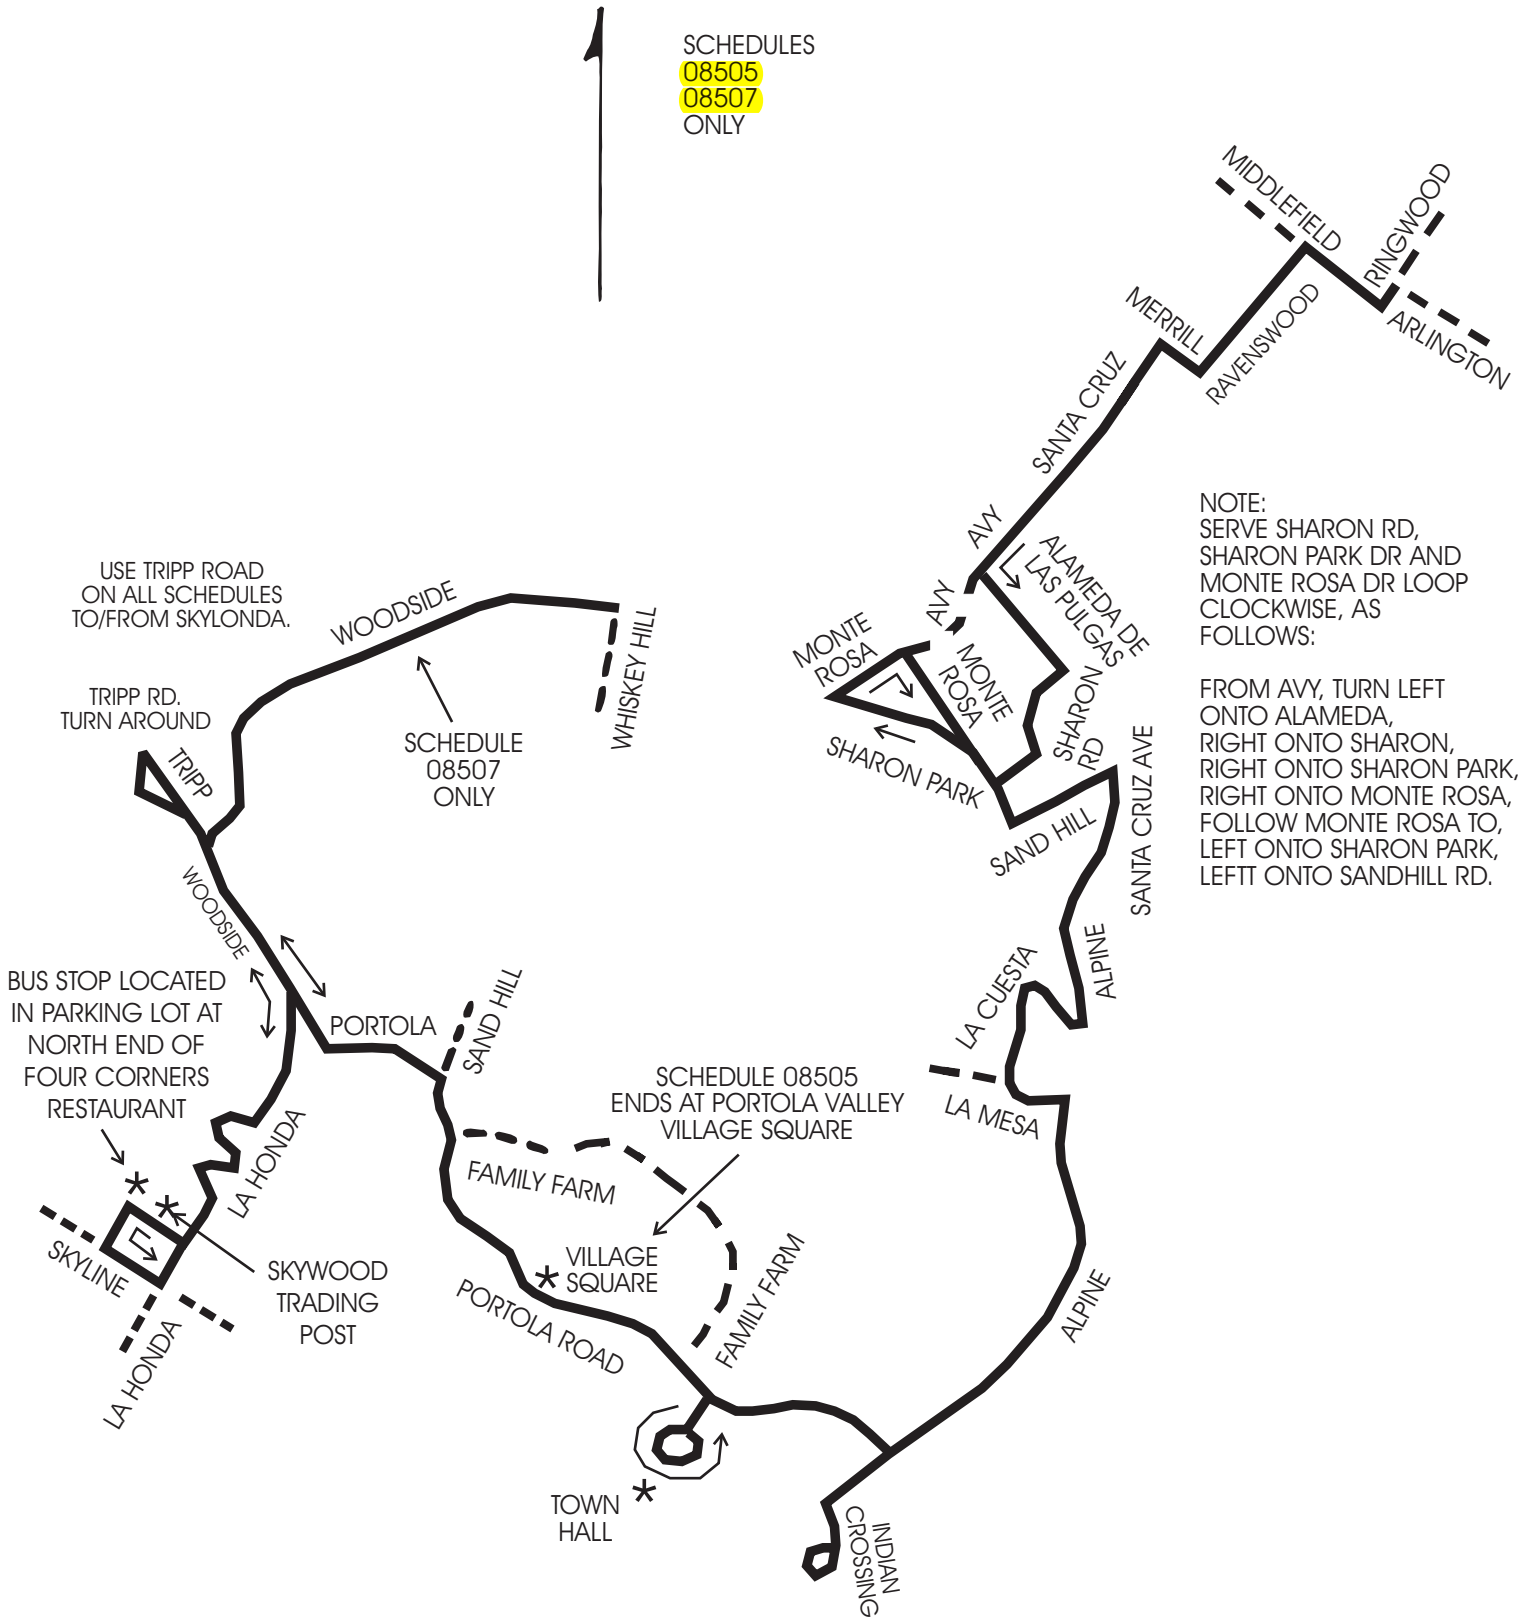 SCHEDULES
08505
08507
ONLY
MIDDLEFIELD
RINGWOOD
ARLINGTON
MERRILL
RAVENSWOOD
SANTA CRUZ
AVY
ALAMEDA DE
LAS PULGAS
AVY
MONTE
ROSA
MONTE
ROSA
SHARON
RD
SHARON PARK
SAND HILL
SANTA CRUZ AVE
NOTE:
SERVE SHARON RD,
SHARON PARK DR AND
MONTE ROSA DR LOOP
CLOCKWISE, AS
FOLLOWS:
FROM AVY, TURN LEFT
ONTO ALAMEDA,
RIGHT ONTO SHARON,
RIGHT ONTO SHARON PARK,
RIGHT ONTO MONTE ROSA,
FOLLOW MONTE ROSA TO,
LEFT ONTO SHARON PARK,
LEFTT ONTO SANDHILL RD.
USE TRIPP ROAD
ON ALL SCHEDULES
TO/FROM SKYLONDA.
WOODSIDE
WHISKEY HILL
TRIPP RD.
TURN AROUND
TRIPP
SCHEDULE
08507
ONLY
WOODSIDE
BUS STOP LOCATED
IN PARKING LOT AT
NORTH END OF
FOUR CORNERS
RESTAURANT
PORTOLA
SAND HILL
ALPINE
LA CUESTA
LA MESA
SCHEDULE 08505
ENDS AT PORTOLA VALLEY
VILLAGE SQUARE
LA HONDA
FAMILY FARM
SKYLINE
SKYWOOD
TRADING
POST
LA HONDA
*
*
* VILLAGE
SQUARE
PORTOLA ROAD
FAMILY FARM
ALPINE
TOWN *
HALL
INDIAN
CROSSING